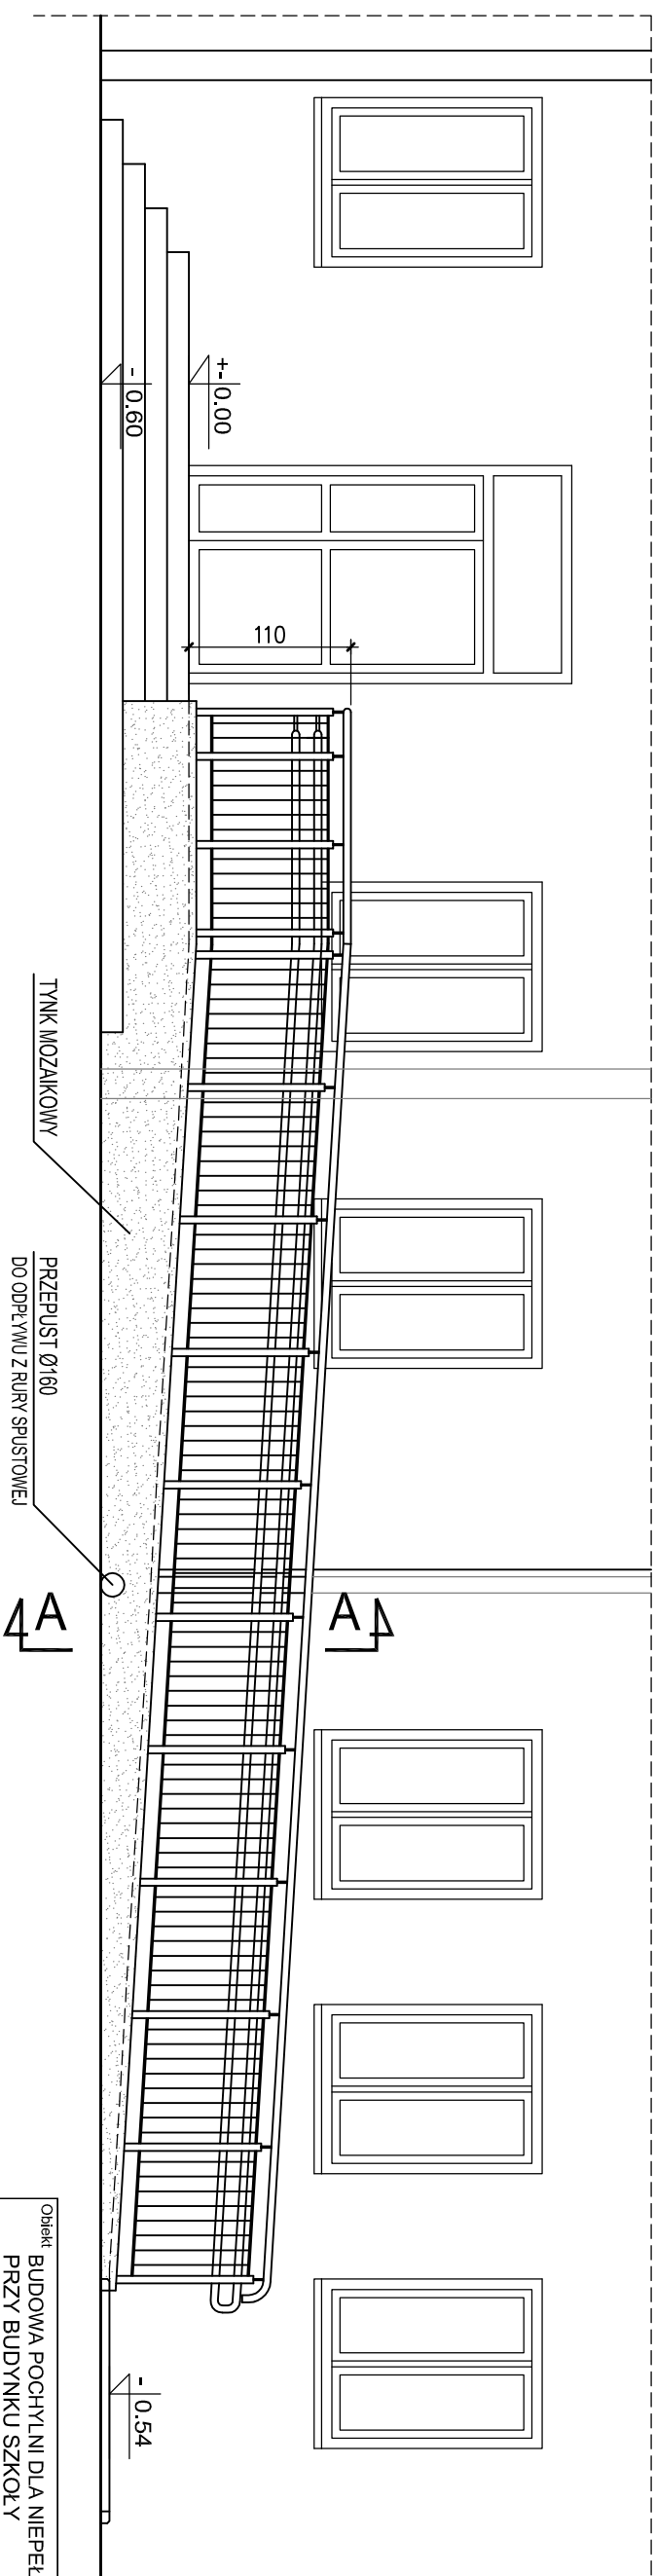 +-0.00
- 0.60
110
TYNK MOZAIKOWY
PRZEPUST Ø160
DO ODPŁYWU Z RURY SPUSTOWEJ
A
A
- 0.54
Obiekt
BUDOWA POCHYLNI DLA NIEPEŁ
PRZY BUDYNKU SZKOŁY